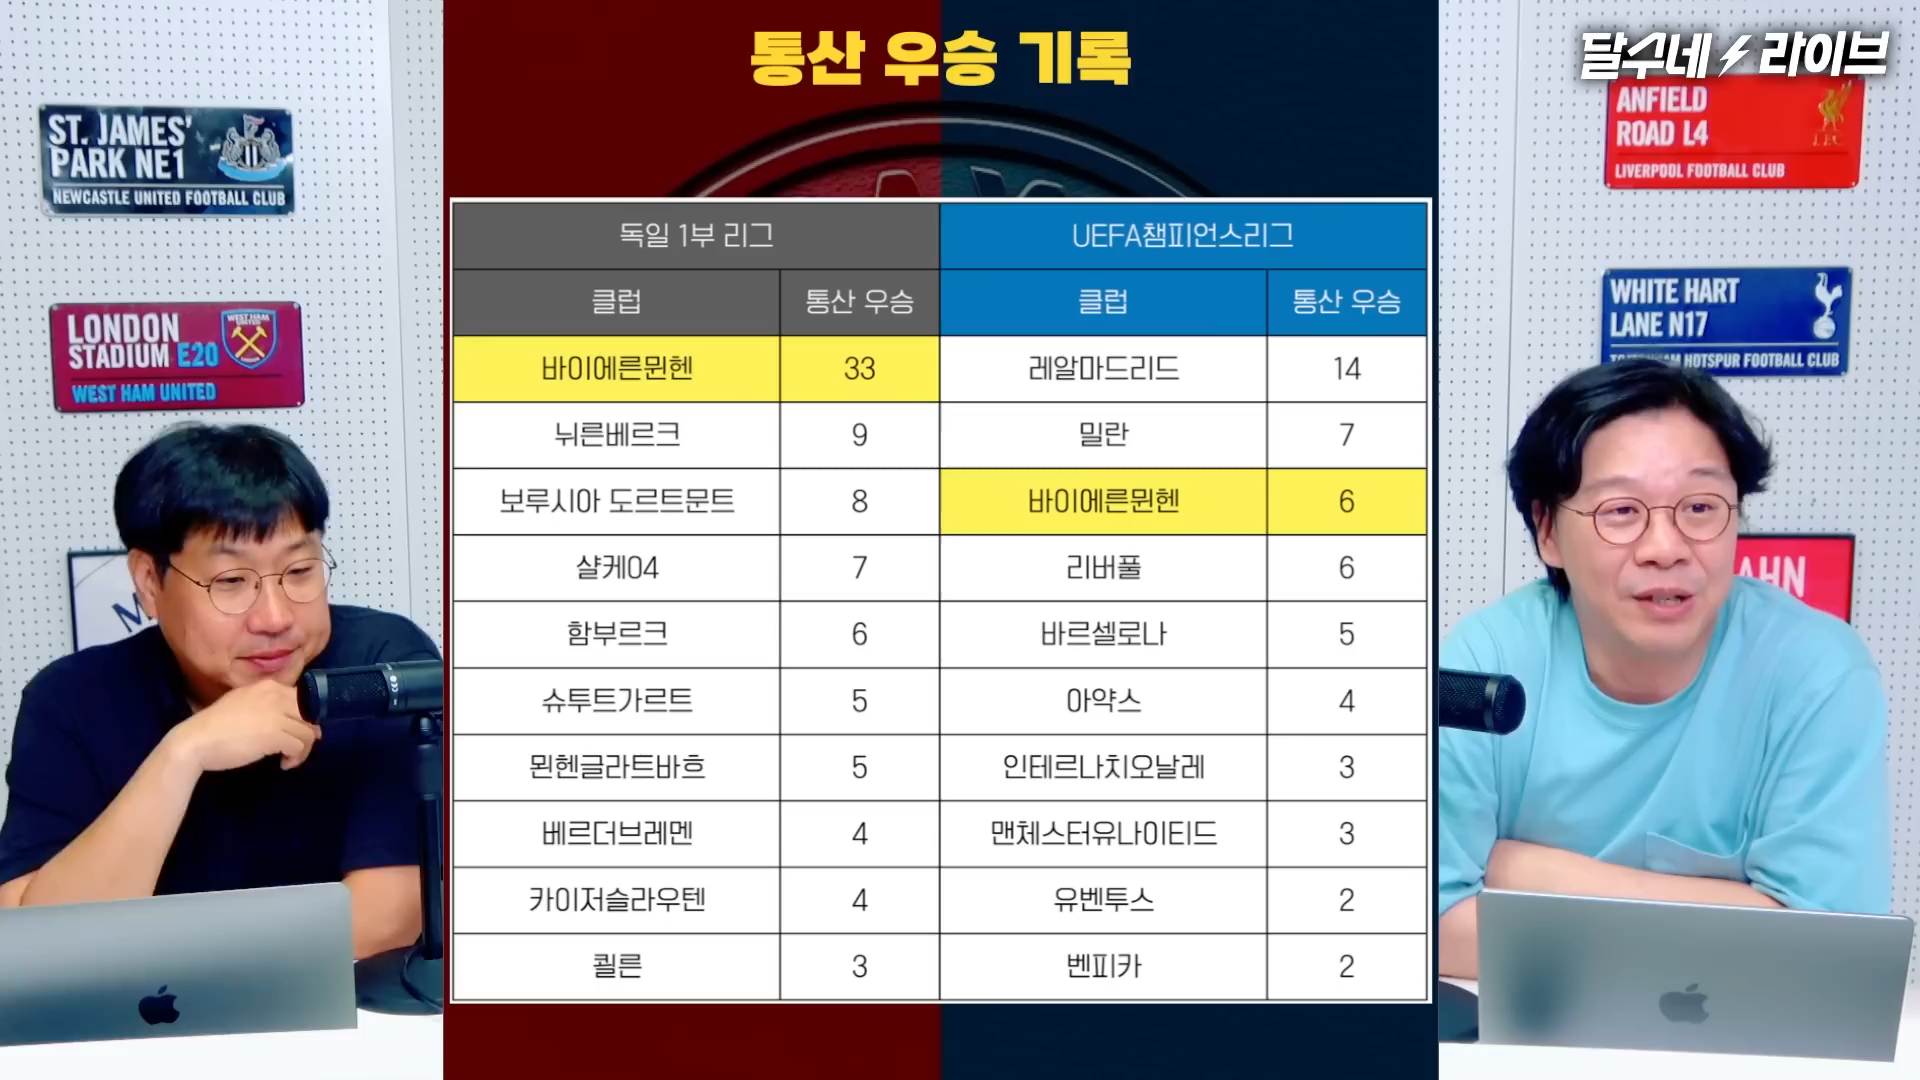 통산 우승 기록
달수네 라이브
ST. JAMES'
PARK NE1
NEWCASTLE UNITED FOOTBALL CLUB
LONDON
STADIUM E20
WEST HAM UNITED
WEST HAM
UNITED
LONDON
독일 1부 리그 UEFA챔피언스리그
클럽 통산 우승 클럽 통산 우승
바이에른뮌헨 33 레알마드리드 14
뉘른베르크 9 밀란 7
보루시아 도르트문트 8 바이에른뮌헨 6
샬케04 7 리버풀 6
함부르크 6 바르셀로나 5
슈투트가르트 5 아약스 4
묀헨글라트바흐 5 인테르나치오날레 3
베르더브레멘 4 맨체스터유나이티드 3
카이저슬라우텐 4 유벤투스 2
쾰른 3 벤피카 2
ANFIELD
ROAD L4
L.F.C.
LIVERPOOL FOOTBALL CLUB
WHITE HART
LANE N17
HOTSPUR FOOTBALL CLUB
AHN
M